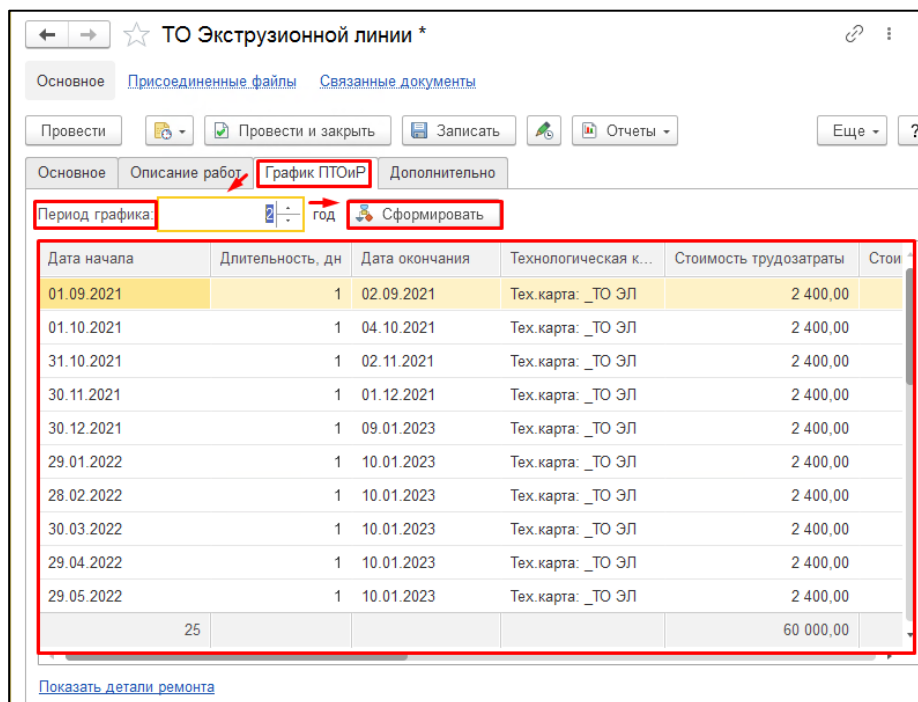 ТО Экструзионной линии *
Основное Присоединенные файлы Связанные документы
Провести Провести и закрыть Записать Отчеты Еще ?
Основное Описание работ График ПТОиР Дополнительно
Период графика: 2 год Сформировать
Дата начала Длительность, дн Дата окончания Технологическая к... Стоимость трудозатраты Стои
01.09.2021 1 02.09.2021 Тех.карта: _ТО ЭЛ 2 400,00
01.10.2021 1 04.10.2021 Тех.карта: _ТО ЭЛ 2 400,00
31.10.2021 1 02.11.2021 Тех.карта: _ТО ЭЛ 2 400,00
30.11.2021 1 01.12.2021 Тех.карта: _ТО ЭЛ 2 400,00
30.12.2021 1 09.01.2023 Тех.карта: _ТО ЭЛ 2 400,00
29.01.2022 1 10.01.2023 Тех.карта: _ТО ЭЛ 2 400,00
28.02.2022 1 10.01.2023 Тех.карта: _ТО ЭЛ 2 400,00
30.03.2022 1 10.01.2023 Тех.карта: _ТО ЭЛ 2 400,00
29.04.2022 1 10.01.2023 Тех.карта: _ТО ЭЛ 2 400,00
29.05.2022 1 10.01.2023 Тех.карта: _ТО ЭЛ 2 400,00
25 60 000,00
Показать детали ремонта